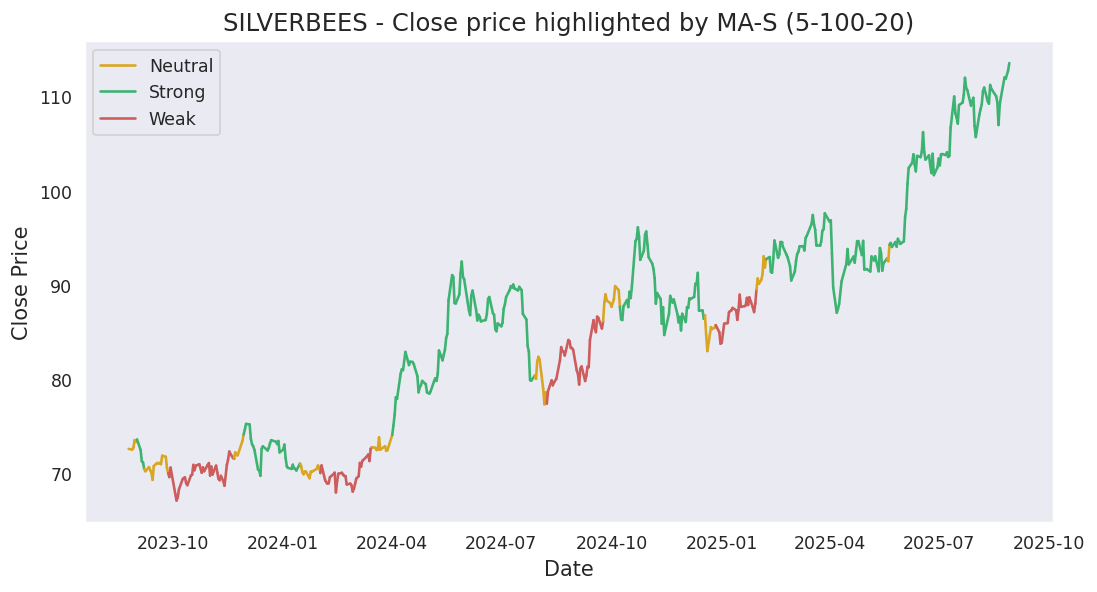 SILVERBEES - Close price highlighted by MA-S (5-100-20)
Neutral
Strong
Weak
Close Price
110
100
90
80
70
2023-10
2024-01
2024-04
2024-07
2024-10
2025-01
2025-04
2025-07
2025-10
Date